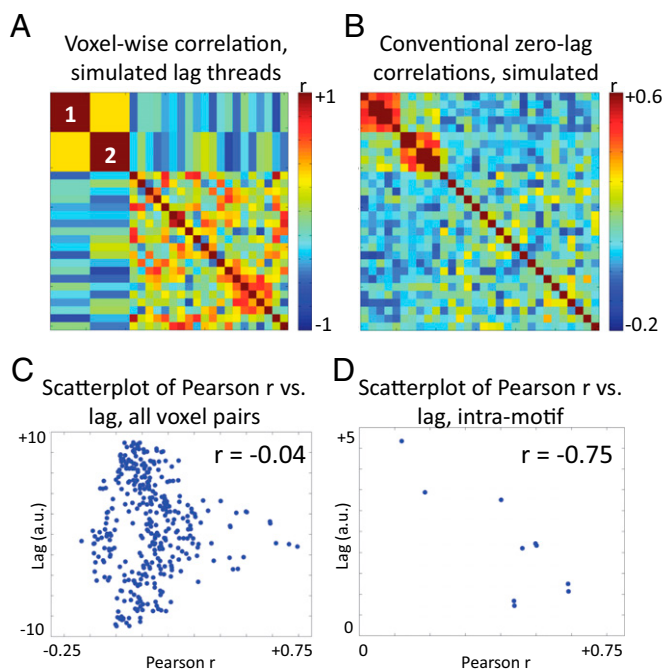 A
Voxel-wise correlation,
simulated lag threads
r
+1
1
2
-1
B
Conventional zero-lag
correlations, simulated
r
+0.6
-0.2
C
Scatterplot of Pearson r vs.
lag, all voxel pairs
+10
r = -0.04
Lag (a.u.)
-10
-0.25
Pearson r
+0.75
D
Scatterplot of Pearson r vs.
lag, intra-motif
+5
r = -0.75
Lag (a.u.)
0
0
Pearson r
+0.75